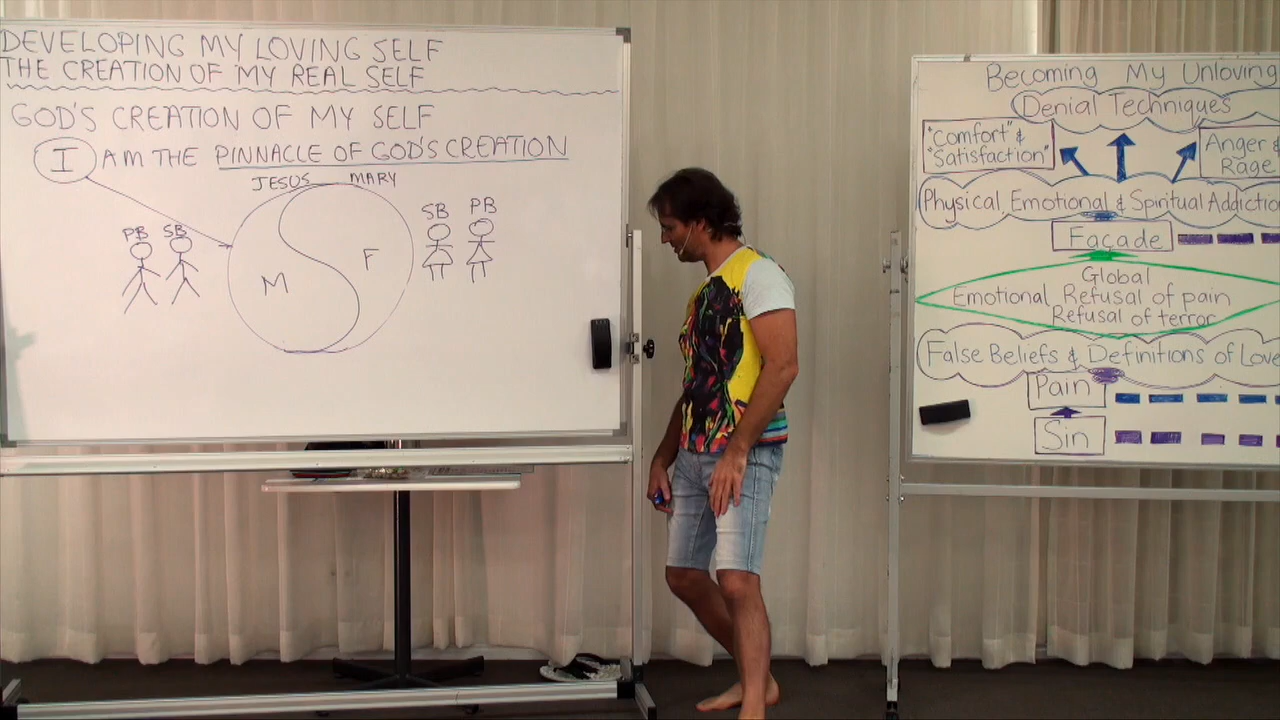 DEVELOPING MY LOVING SELF
THE CREATION OF MY REAL SELF
GOD'S CREATION OF MY SELF
I AM THE PINNACLE OF GOD'S CREATION
JESUS MARY
PB SB
M F
SB PB
Becoming My Unloving
Denial Techniques
"Comfort" &
"Satisfaction"
Anger &
Rage
Physical, Emotional & Spiritual Addictio
Façade
Global
Emotional Refusal of pain
Refusal of terror
False Beliefs & Definitions of Love
Pain
Sin